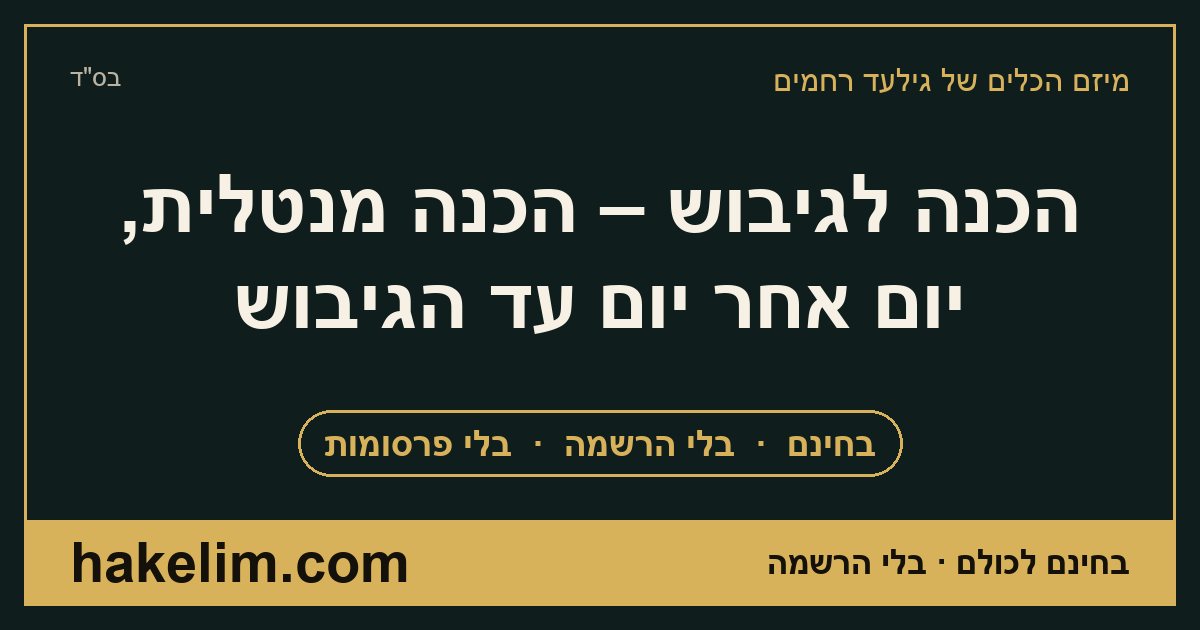 בס"ד
מיזם הכלים של גילעד רחמים
הכנה לגיבוש – הכנה מנטלית,
יום אחר יום עד הגיבוש
בחינם · בלי הרשמה · בלי פרסומות
בחינם לכולם · בלי הרשמה
hakelim.com